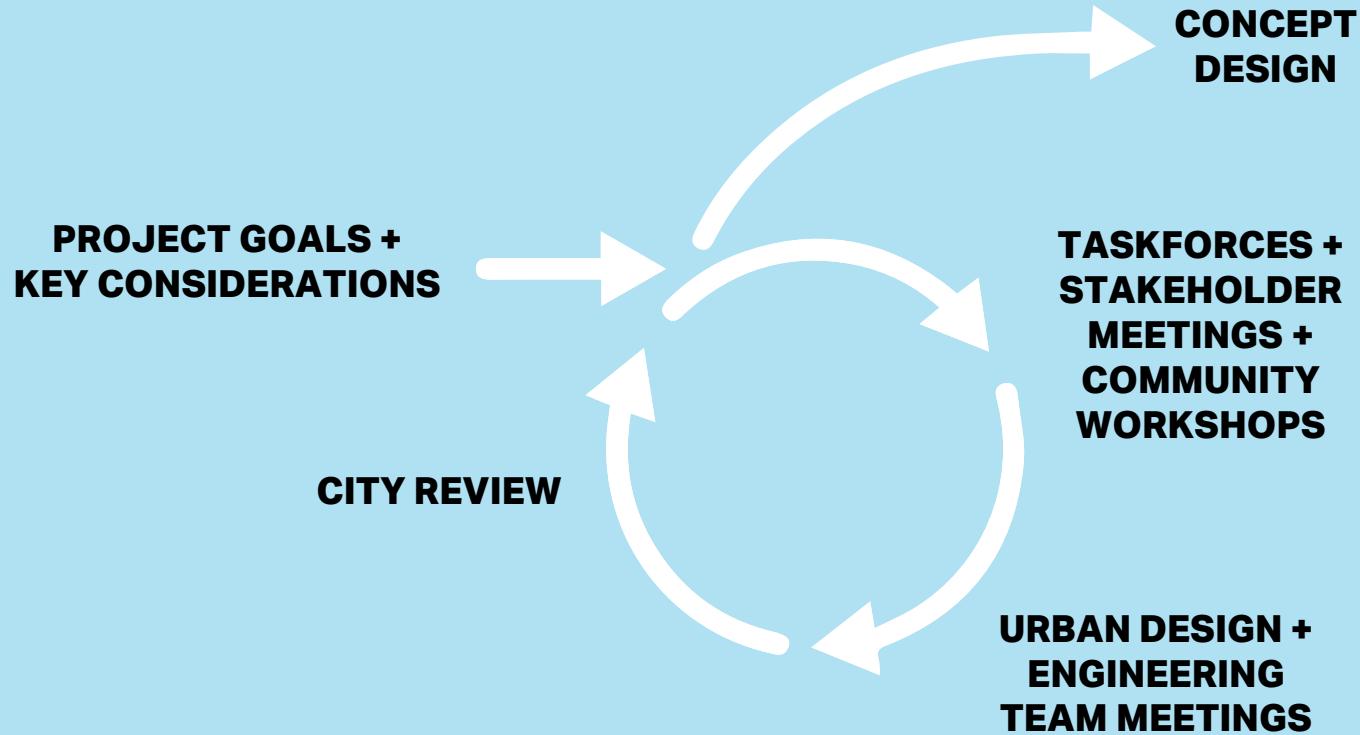 CONCEPT
DESIGN
PROJECT GOALS +
KEY CONSIDERATIONS
TASKFORCES +
STAKEHOLDER
MEETINGS +
COMMUNITY
WORKSHOPS
CITY REVIEW
URBAN DESIGN +
ENGINEERING
TEAM MEETINGS